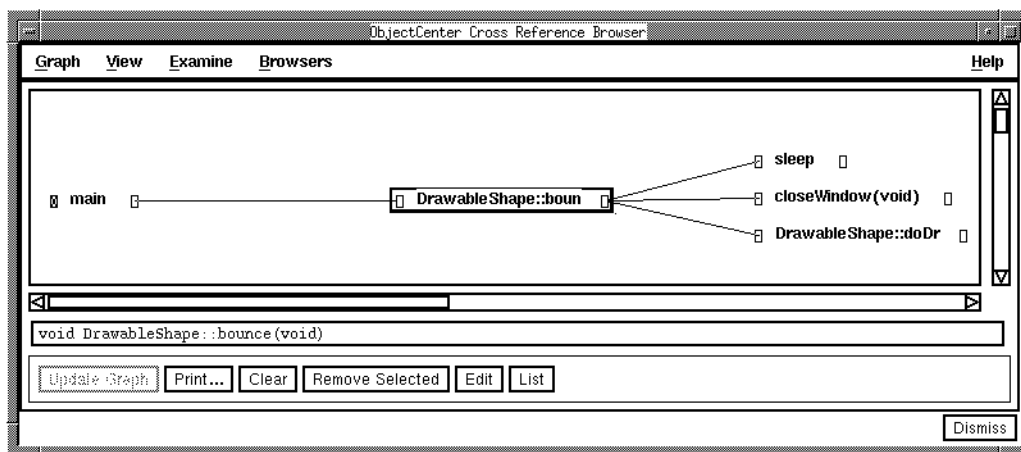 ObjectCenter Cross Reference Browser
Graph View Examine Browsers Help
sleep
main DrawableShape::boun closeWindow(void)
DrawableShape::doDr
void DrawableShape::bounce(void)
Update Graph Print... Clear Remove Selected Edit List
Dismiss